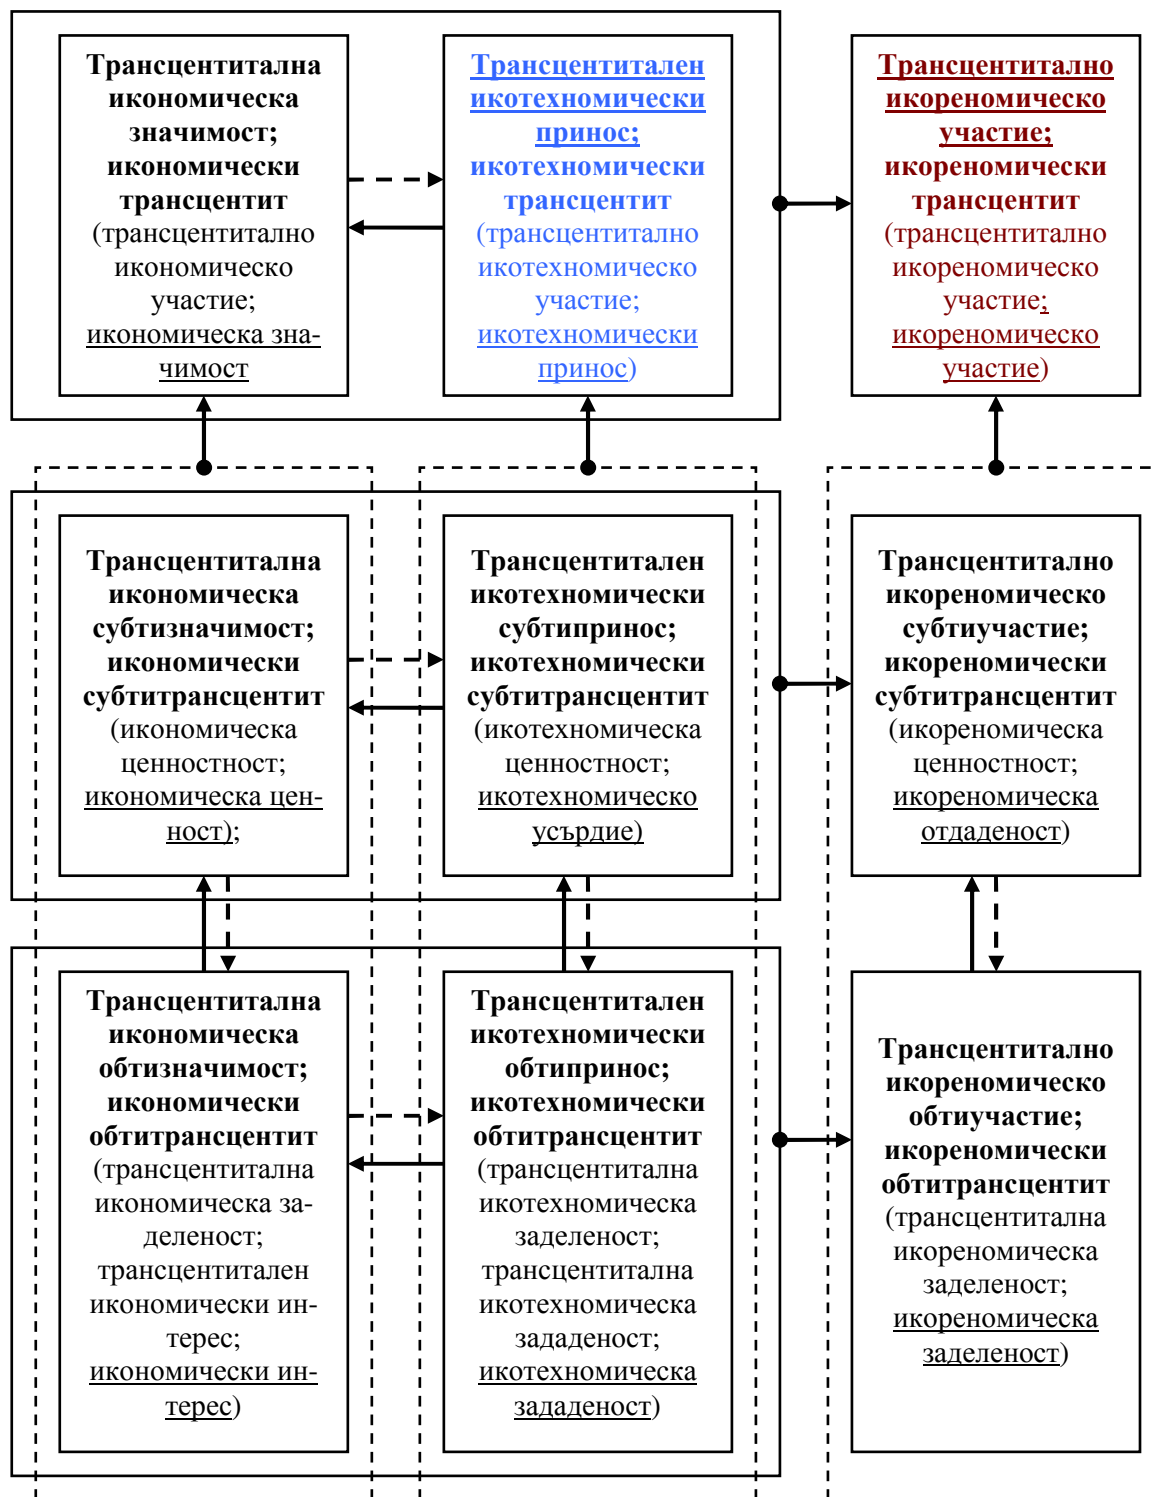 Трансцентитална
икономическа
значимост;
икономически
трансцентит
(трансцентитално
икономическо
участие;
икономическа зна-
чимост
Трансцентитален
икотехномически
принос;
икотехномически
трансцентит
(трансцентитално
икотехномическо
участие;
икотехномически
принос)
Трансцентитално
икореномическо
участие;
икореномически
трансцентит
(трансцентитално
икореномическо
участие;
икореномическо
участие)
Трансцентитална
икономическа
субтизначимост;
икономически
субтитрансцентит
(икономическа
ценностност;
икономическа цен-
ност);
Трансцентитален
икотехномически
субтипринос;
икотехномически
субтитрансцентит
(икотехномическа
ценностност;
икотехномическо
усърдие)
Трансцентитално
икореномическо
субтиучастие;
икореномически
субтитрансцентит
(икореномическа
ценностност;
икореномическа
отдаденост)
Трансцентитална
икономическа
обтизначимост;
икономически
обтитрансцентит
(трансцентитална
икономическа за-
деленост;
трансцентитален
икономически ин-
терес;
икономически ин-
терес)
Трансцентитален
икотехномически
обтипринос;
икотехномически
обтитрансцентит
(трансцентитална
икотехномическа
заделеност;
трансцентитална
икотехномическа
зададеност;
икотехномическа
зададеност)
Трансцентитално
икореномическо
обтиучастие;
икореномически
обтитрансцентит
(трансцентитална
икореномическа
заделеност;
икореномическа
заделеност)